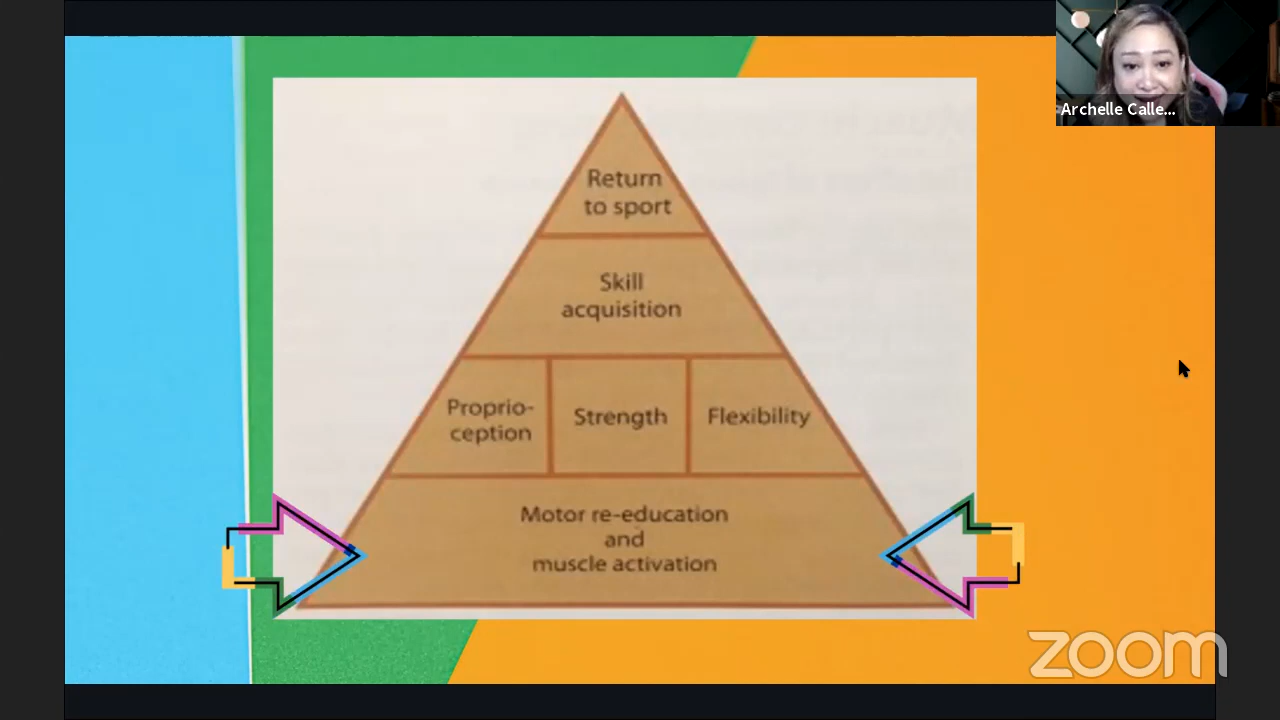 Archelle Calle...
Return
to sport
Skill
acquisition
Proprio-
ception
Strength
Flexibility
Motor re-education
and
muscle activation
zoom